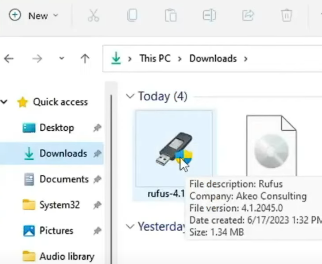 New
This PC > Downloads >
Quick access
Today (4)
Desktop
Downloads
Documents
System32
Pictures
Audio library
rufus-4.1
File description: Rufus
Company: Akeo Consulting
File version: 4.1.2045.0
Date created: 6/17/2023 1:32 PM
Size: 1.34 MB
Yesterday